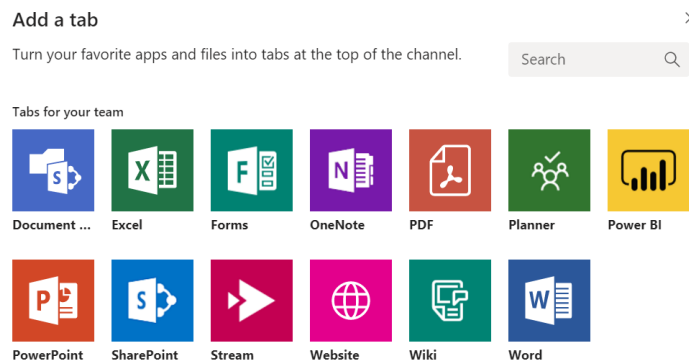 Add a tab
Turn your favorite apps and files into tabs at the top of the channel.
Search
Tabs for your team
S X F N
Document ... Excel Forms OneNote PDF Planner Power BI
P S W
PowerPoint SharePoint Stream Website Wiki Word